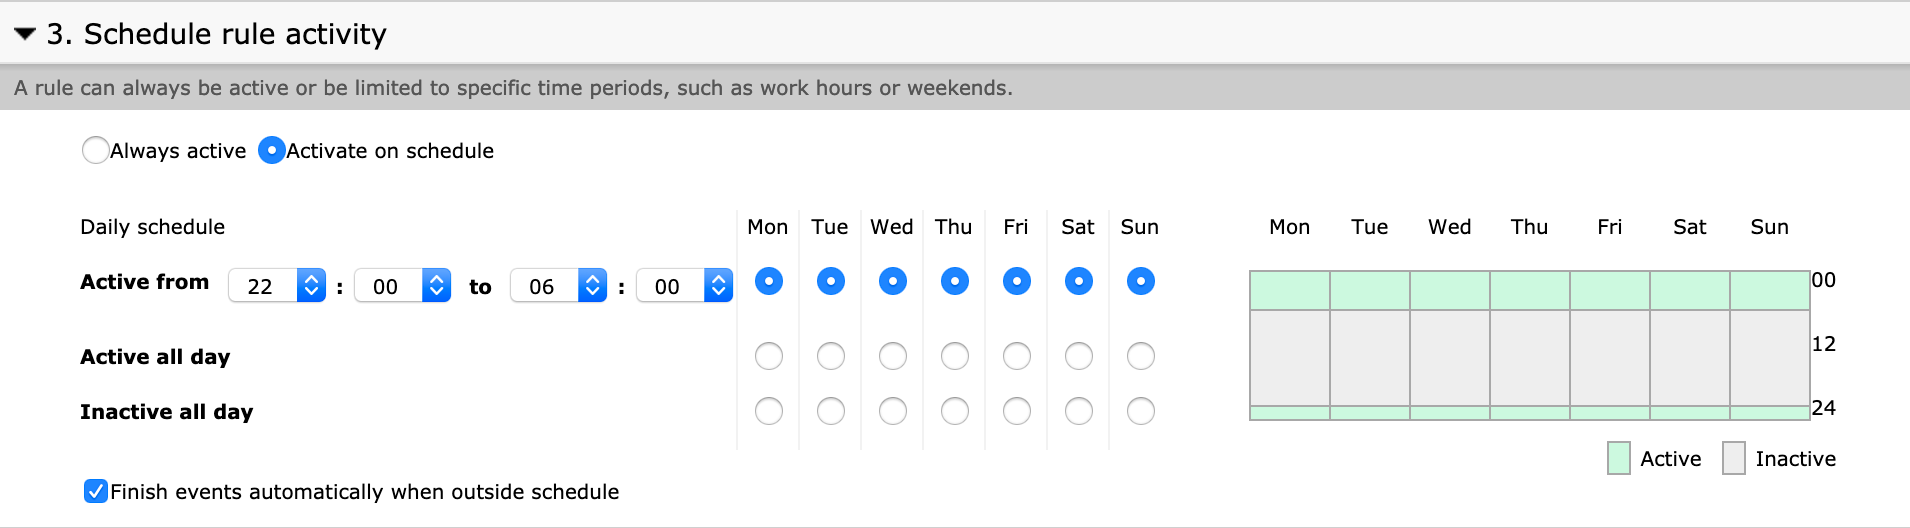 3. Schedule rule activity
A rule can always be active or be limited to specific time periods, such as work hours or weekends.
Always active Activate on schedule
Daily schedule Mon Tue Wed Thu Fri Sat Sun Mon Tue Wed Thu Fri Sat Sun
Active from 22 : 00 to 06 : 00 00
12
Active all day
Inactive all day 24
Active Inactive
Finish events automatically when outside schedule